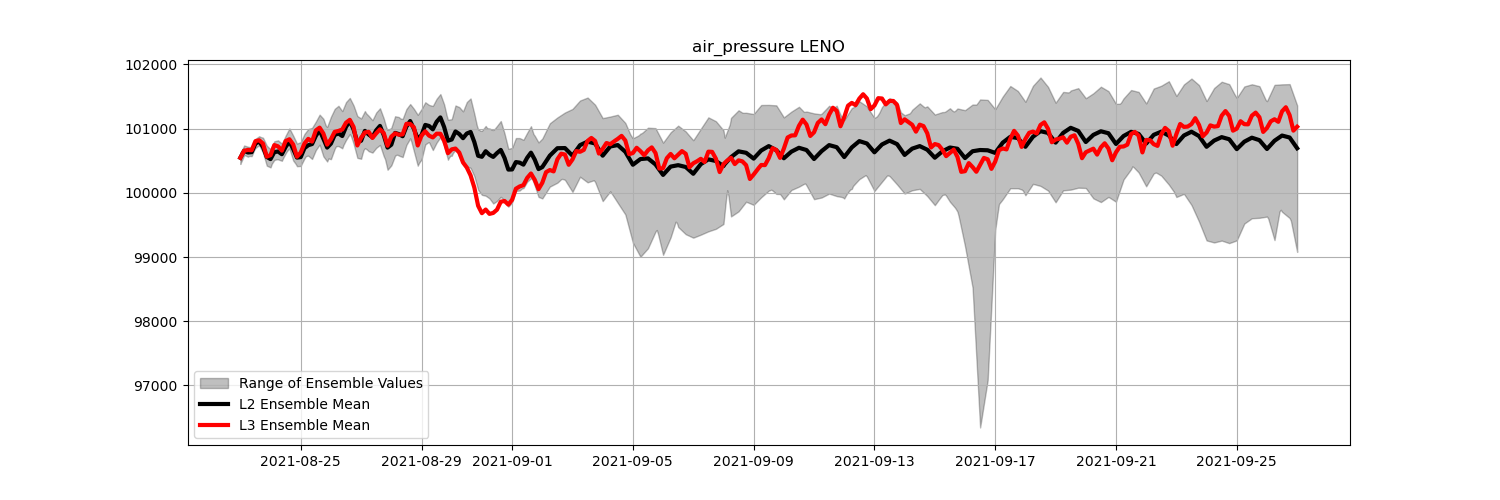 air_pressure LENO
102000
101000
100000
99000
98000
97000
Range of Ensemble Values
L2 Ensemble Mean
L3 Ensemble Mean
2021-08-25 2021-08-29 2021-09-01 2021-09-05 2021-09-09 2021-09-13 2021-09-17 2021-09-21 2021-09-25